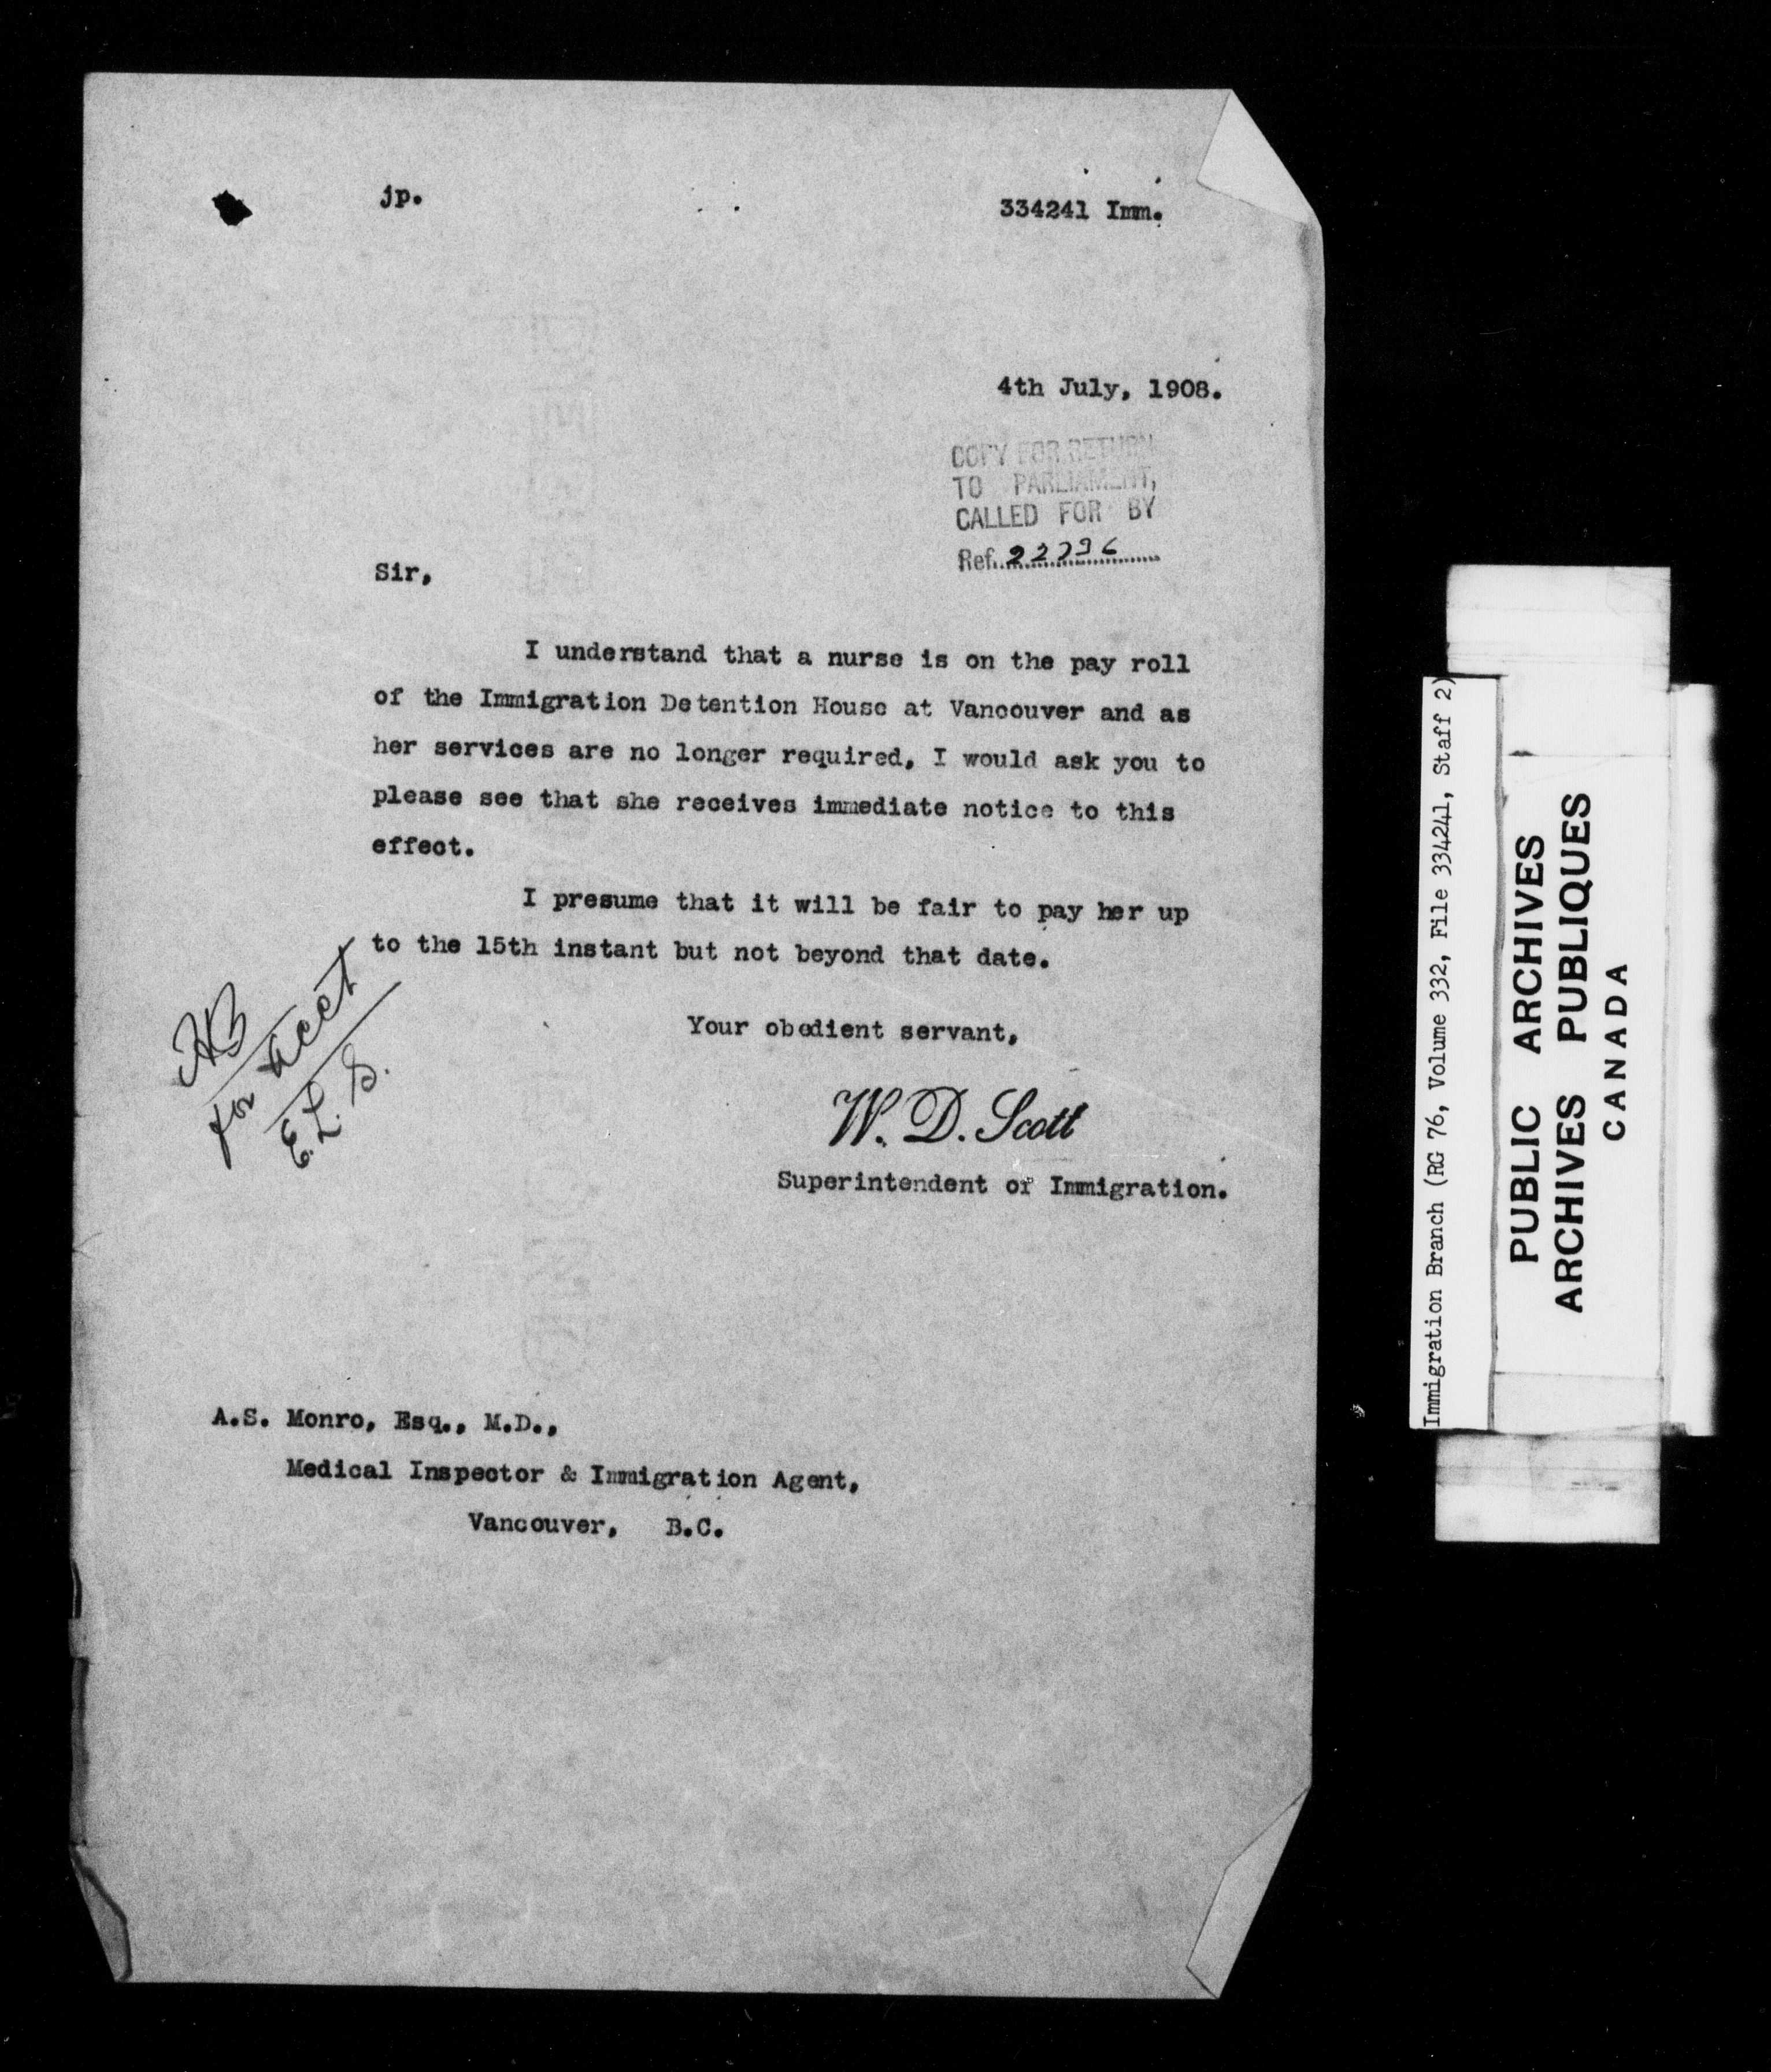 jp.
334241 Imm.
4th July, 1908.
COPY FOR RETURN
TO PARLIAMENT,
CALLED FOR BY
Ref. 22796
Sir,
I understand that a nurse is on the pay roll
of the Immigration Detention House at Vancouver and as
her services are no longer required, I would ask you to
please see that she receives immediate notice to this
effect.
I presume that it will be fair to pay her up
to the 15th instant but not beyond that date.
Your obedient servant,
W. D. Scott
Superintendent of Immigration.
for acct
E.L.S.
A.S. Monro, Esq., M.D.,
Medical Inspector & Immigration Agent,
Vancouver, B.C.
Immigration Branch (RG 76, Volume 332, File 334241, Staff 2)
PUBLIC ARCHIVES
ARCHIVES PUBLIQUES
CANADA